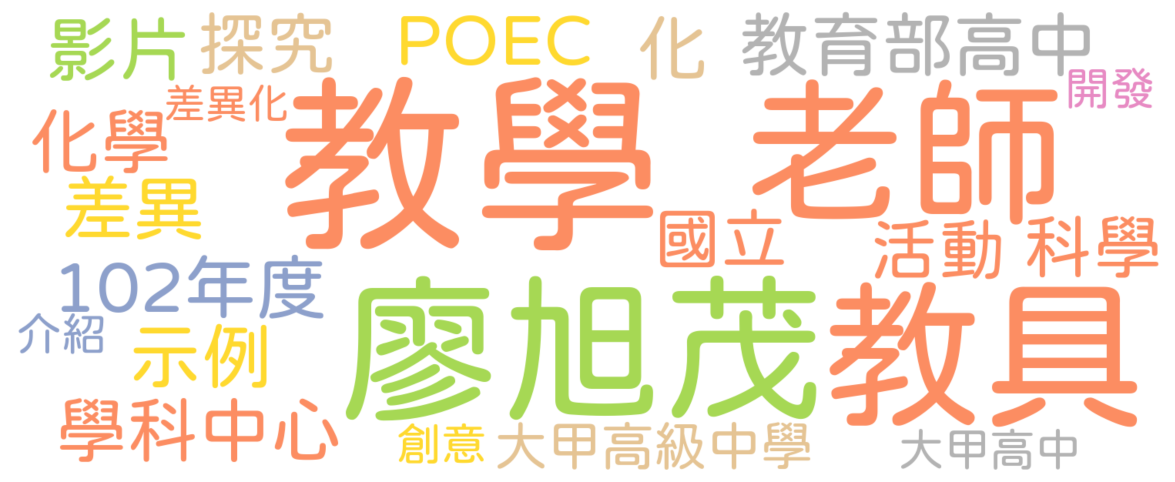 影片
探究
POEC
化
教育部高中
開發
差異化
化學
教學
老師
差異
國立
活動
科學
102年度
介紹
示例
廖旭茂
教具
學科中心
創意
大甲高級中學
大甲高中